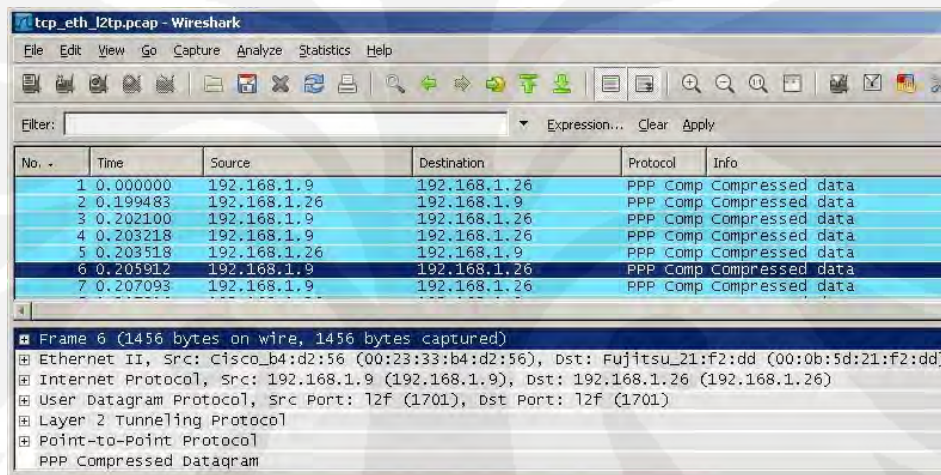 tcp_eth_l2tp.pcap - Wireshark
File Edit View Go Capture Analyze Statistics Help
Filter: Expression... Clear Apply
No. Time Source Destination Protocol Info
1 0.000000 192.168.1.9 192.168.1.26 PPP Comp Compressed data
2 0.199483 192.168.1.26 192.168.1.9 PPP Comp Compressed data
3 0.202100 192.168.1.9 192.168.1.26 PPP Comp Compressed data
4 0.203218 192.168.1.9 192.168.1.26 PPP Comp Compressed data
5 0.203518 192.168.1.26 192.168.1.9 PPP Comp Compressed data
6 0.205912 192.168.1.9 192.168.1.26 PPP Comp Compressed data
7 0.207093 192.168.1.9 192.168.1.26 PPP Comp Compressed data
Frame 6 (1456 bytes on wire, 1456 bytes captured)
Ethernet II, Src: Cisco_b4:d2:56 (00:23:33:b4:d2:56), Dst: Fujitsu_21:f2:dd (00:0b:5d:21:f2:dd)
Internet Protocol, Src: 192.168.1.9 (192.168.1.9), Dst: 192.168.1.26 (192.168.1.26)
User Datagram Protocol, Src Port: l2f (1701), Dst Port: l2f (1701)
Layer 2 Tunneling Protocol
Point-to-Point Protocol
PPP Compressed Datagram